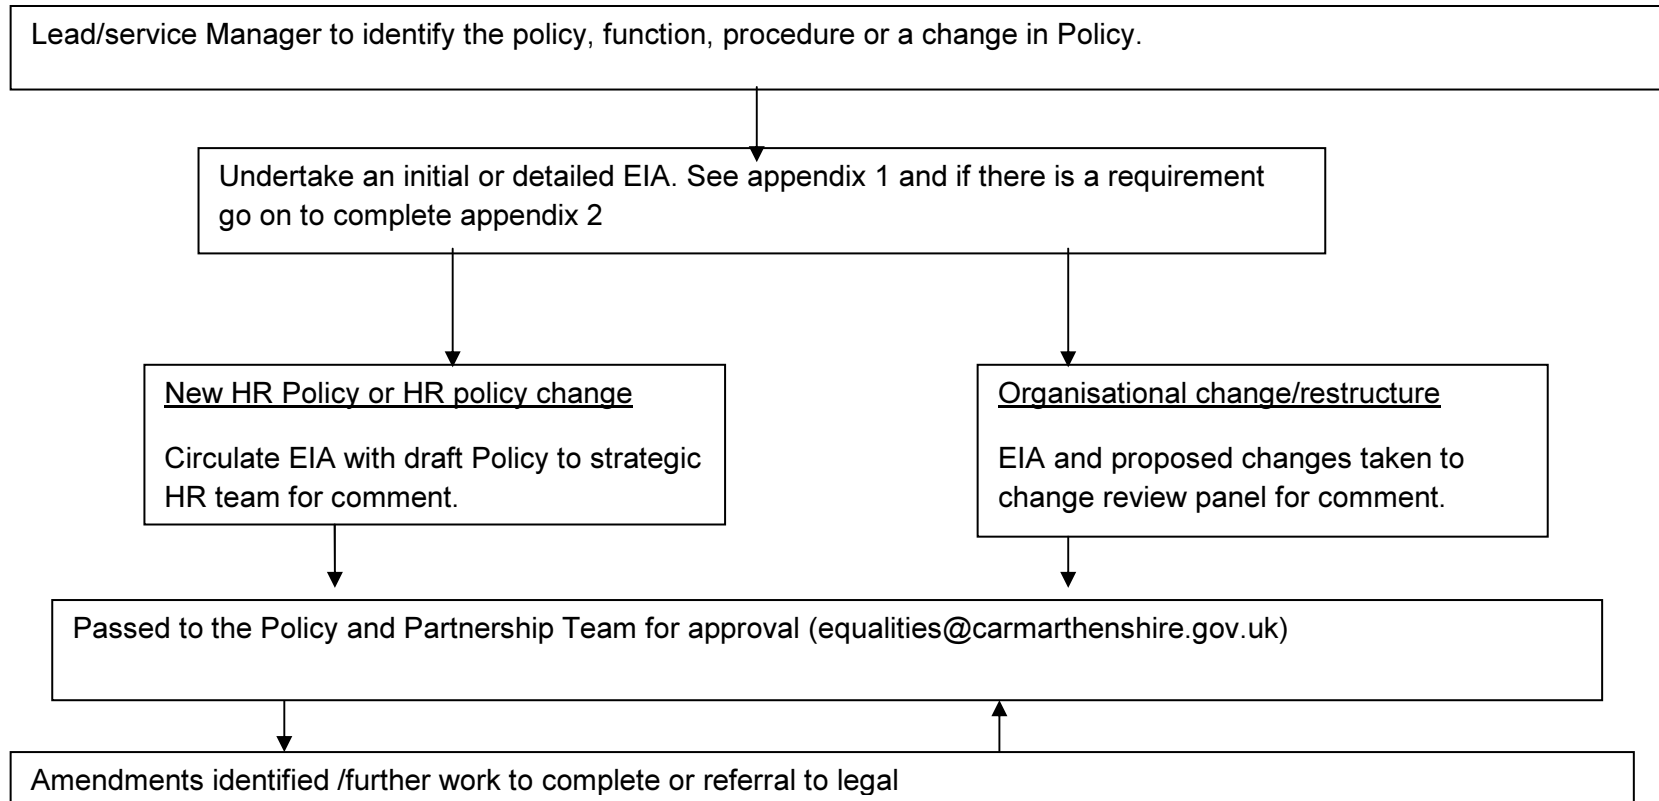 Lead/service Manager to identify the policy, function, procedure or a change in Policy.
Undertake an initial or detailed EIA. See appendix 1 and if there is a requirement
go on to complete appendix 2
New HR Policy or HR policy change
Circulate EIA with draft Policy to strategic
HR team for comment.
Organisational change/restructure
EIA and proposed changes taken to
change review panel for comment.
Passed to the Policy and Partnership Team for approval (equalities@carmarthenshire.gov.uk)
Amendments identified /further work to complete or referral to legal